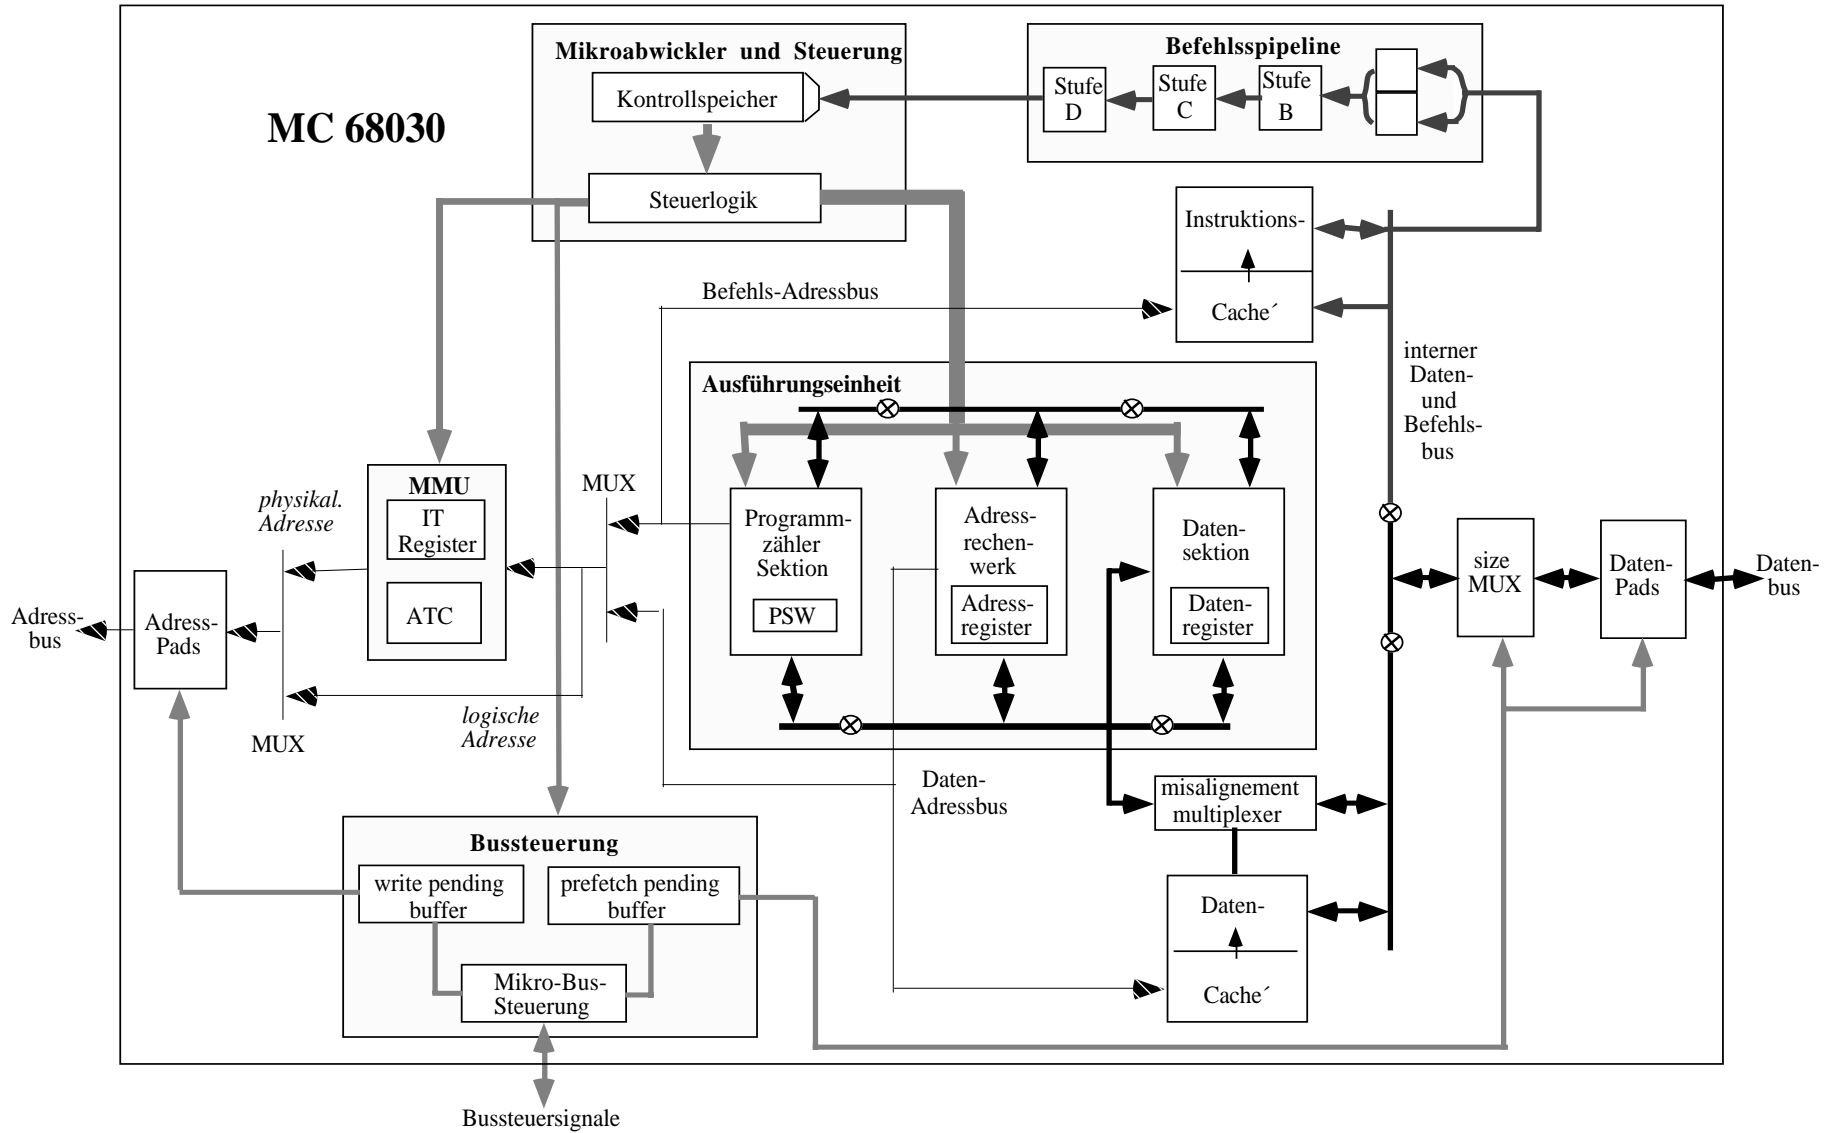 Mikroabwickler und Steuerung
Kontrollspeicher
Steuerlogik
MC 68030
Befehlspipeline
Stufe
D
Stufe
C
Stufe
B
Instruktions-
Cache´
Befehls-Adressbus
interner
Daten-
und
Befehls-
bus
Ausführungseinheit
Programm-
zähler
Sektion
PSW
Adress-
rechen-
werk
Adress-
register
Daten-
sektion
Daten-
register
MUX
MMU
IT
Register
ATC
physikal.
Adresse
Adress-
bus
Adress-
Pads
MUX
logische
Adresse
size
MUX
Daten-
Pads
Daten-
bus
Daten-
Adressbus
misalignement
multiplexer
Daten-
Cache´
Bussteuerung
write pending
buffer
prefetch pending
buffer
Mikro-Bus-
Steuerung
Bussteuersignale